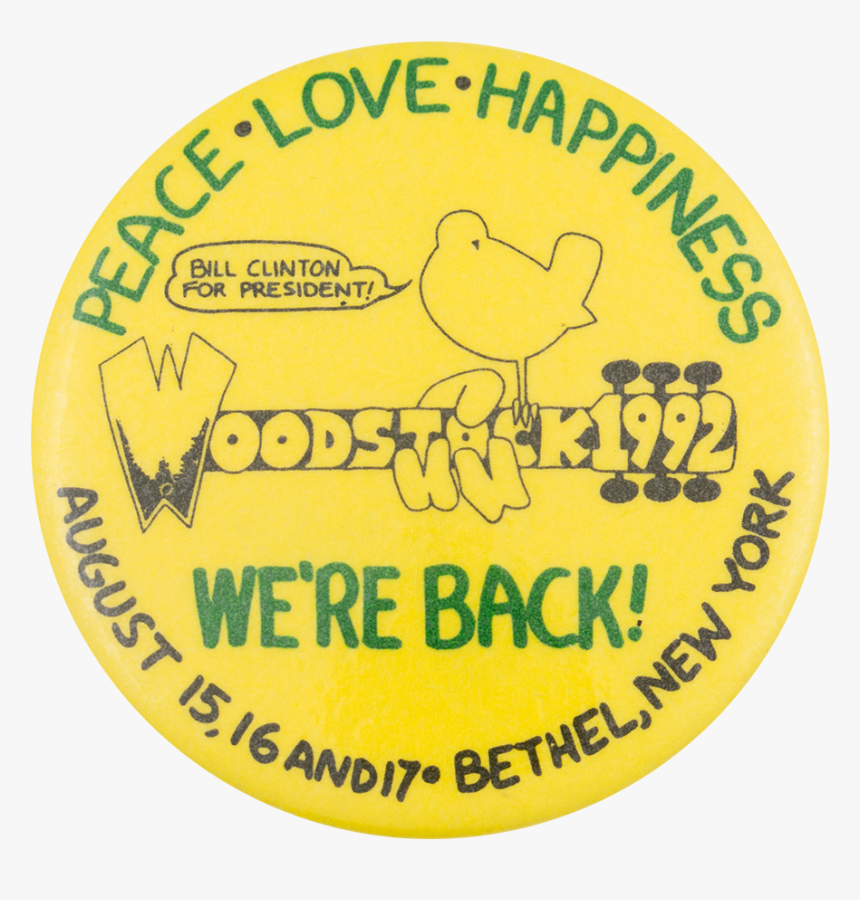 PEACE • LOVE • HAPPINESS
BILL CLINTON
FOR PRESIDENT!
WOODSTOCK 1992
WE'RE BACK!
AUGUST 15, 16 AND 17 • BETHEL, NEW YORK